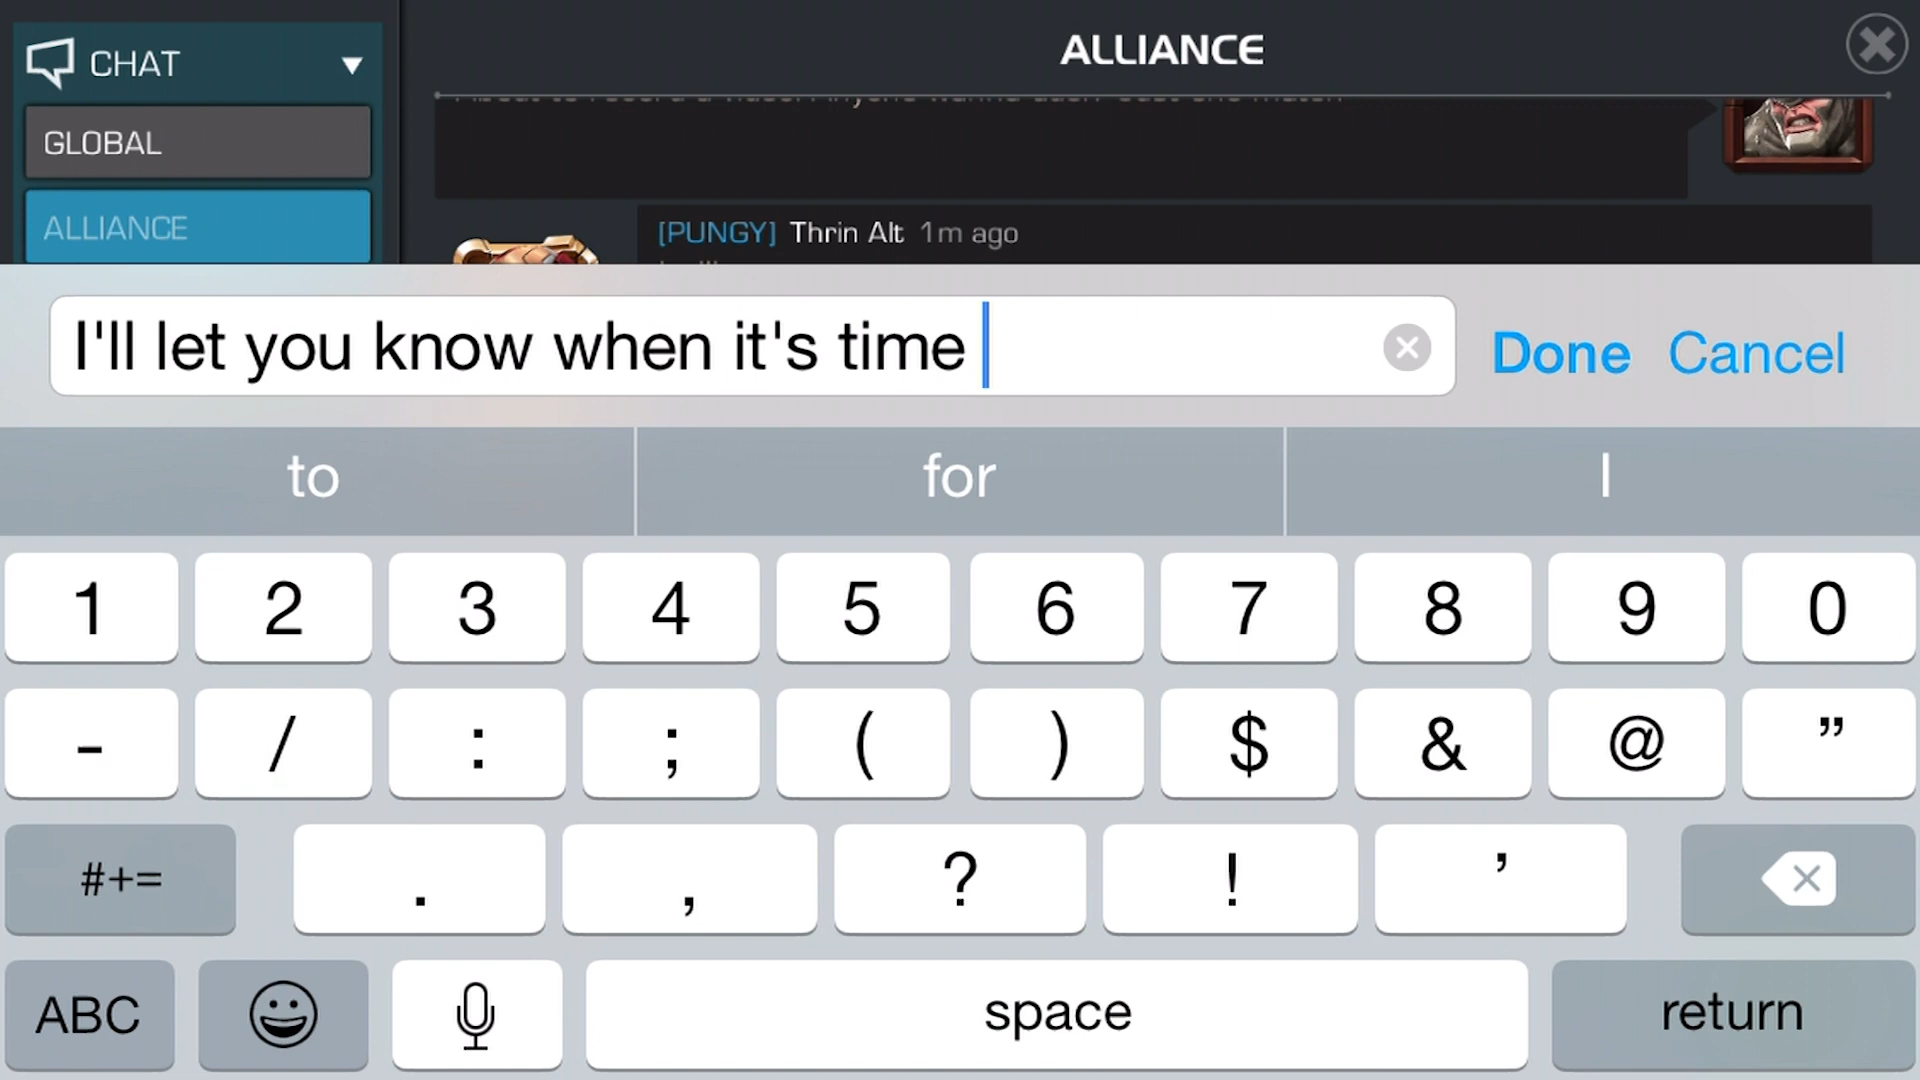 CHAT
ALLIANCE
GLOBAL
ALLIANCE
[PUNGY] Thrin Alt 1m ago
I'll let you know when it's time
Done Cancel
to for I
1 2 3 4 5 6 7 8 9 0
- / : ; ( ) $ & @ ”
#+= . , ? ! ’
ABC space return